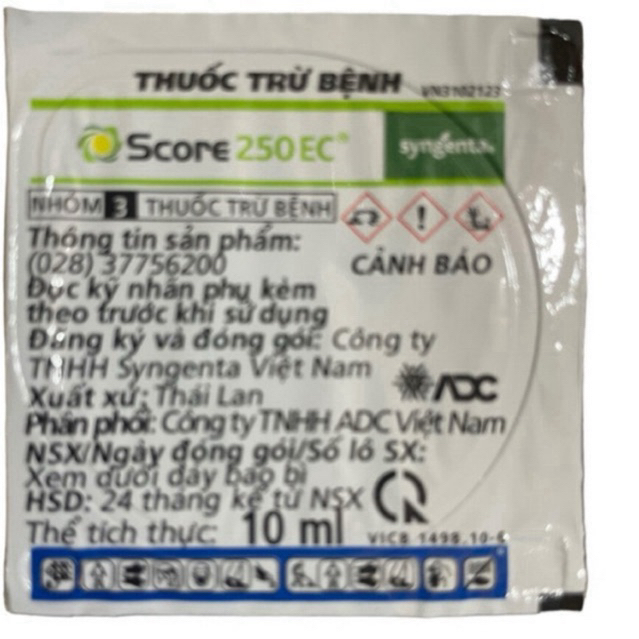 THUỐC TRỪ BỆNH
VN3102123
Score 250 EC®
syngenta
NHÓM 3 THUỐC TRỪ BỆNH
Thông tin sản phẩm:
(028) 37756200
CẢNH BÁO
Đọc kỹ nhãn phụ kèm
theo trước khi sử dụng
Đăng ký và đóng gói: Công ty
TNHH Syngenta Việt Nam
ADC
Xuất xứ: Thái Lan
Phân phối: Công ty TNHH ADC Việt Nam
NSX/Ngày đóng gói/Số lô SX:
Xem dưới đáy bao bì
HSD: 24 tháng kể từ NSX
Thể tích thực: 10 ml
VICB 1498.10-